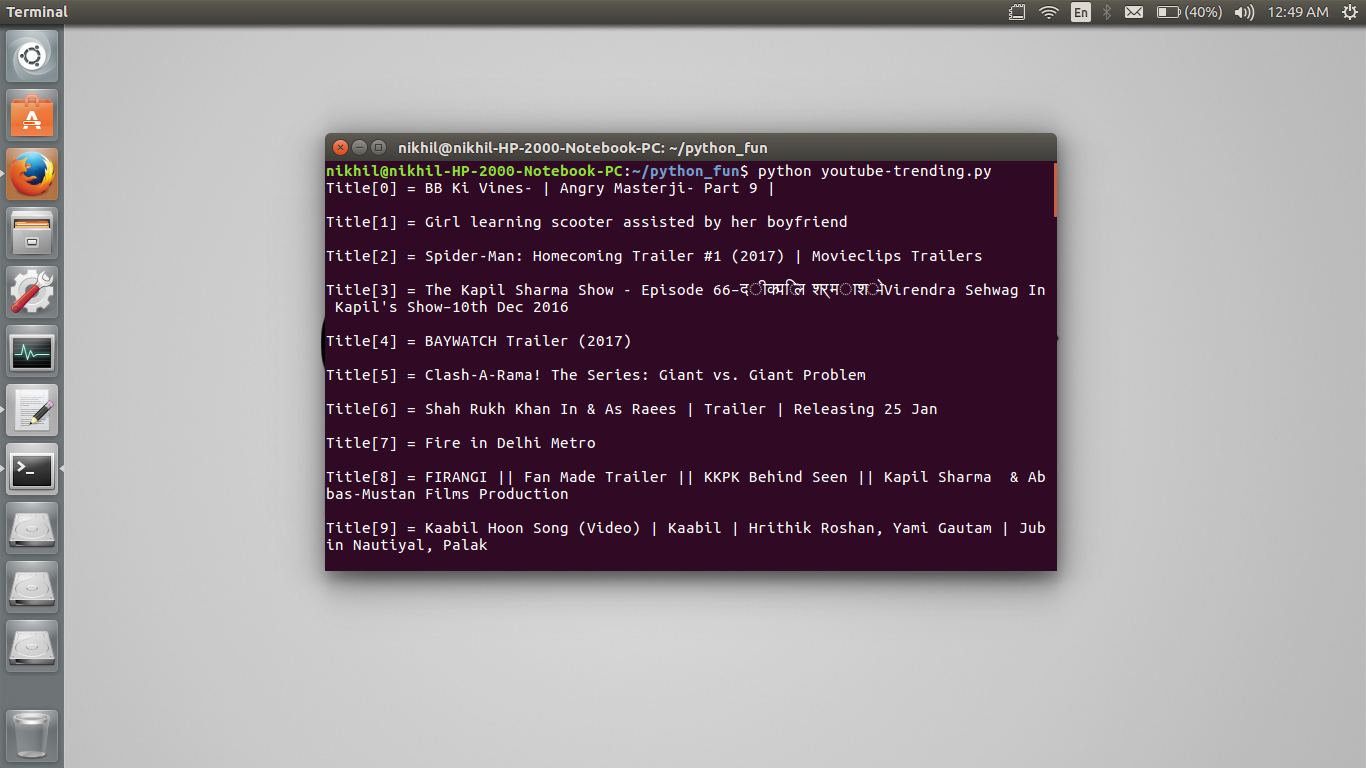 Terminal
En
(40%)
12:49 AM
nikhil@nikhil-HP-2000-Notebook-PC: ~/python_fun
nikhil@nikhil-HP-2000-Notebook-PC:~/python_fun$ python youtube-trending.py
Title[0] = BB Ki Vines- | Angry Masterji- Part 9 |
Title[1] = Girl learning scooter assisted by her boyfriend
Title[2] = Spider-Man: Homecoming Trailer #1 (2017) | Movieclips Trailers
Title[3] = The Kapil Sharma Show - Episode 66–दी कपिल शर्मा शो–Virendra Sehwag In
Kapil's Show–10th Dec 2016
Title[4] = BAYWATCH Trailer (2017)
Title[5] = Clash-A-Rama! The Series: Giant vs. Giant Problem
Title[6] = Shah Rukh Khan In & As Raees | Trailer | Releasing 25 Jan
Title[7] = Fire in Delhi Metro
Title[8] = FIRANGI || Fan Made Trailer || KKPK Behind Seen || Kapil Sharma  & Ab
bas-Mustan Films Production
Title[9] = Kaabil Hoon Song (Video) | Kaabil | Hrithik Roshan, Yami Gautam | Jub
in Nautiyal, Palak